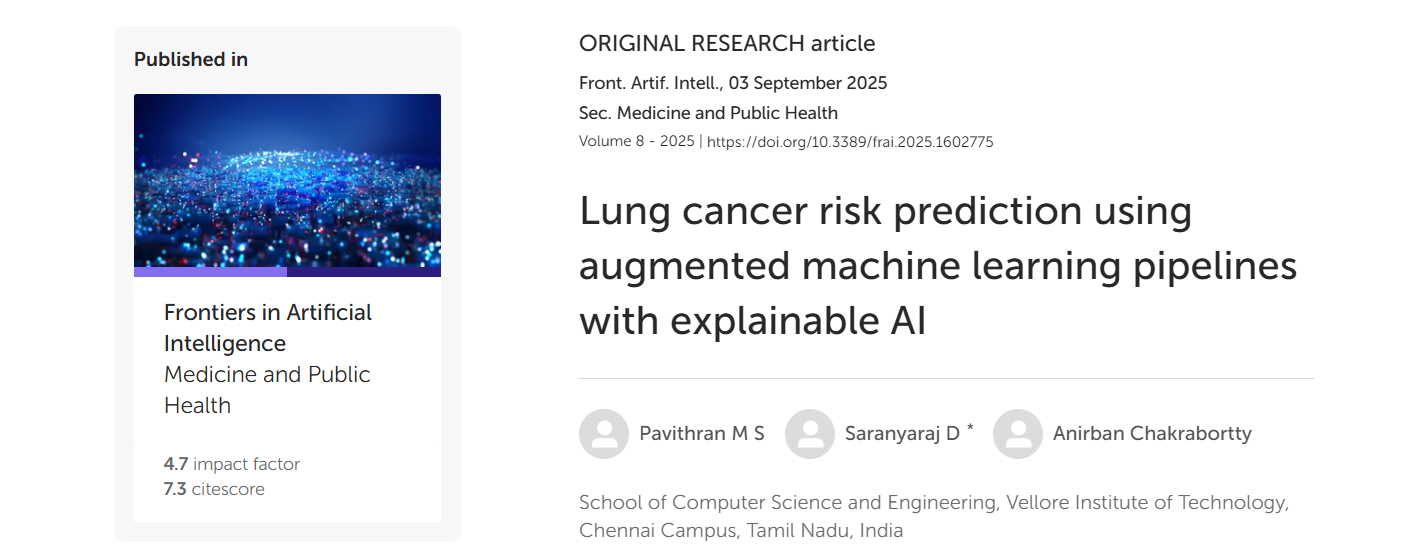 Published in
Frontiers in Artificial
Intelligence
Medicine and Public
Health
4.7 impact factor
7.3 citescore
ORIGINAL RESEARCH article
Front. Artif. Intell., 03 September 2025
Sec. Medicine and Public Health
Volume 8 - 2025 | https://doi.org/10.3389/frai.2025.1602775
Lung cancer risk prediction using
augmented machine learning pipelines
with explainable AI
Pavithran M S Saranyaraj D * Anirban Chakrabortty
School of Computer Science and Engineering, Vellore Institute of Technology,
Chennai Campus, Tamil Nadu, India